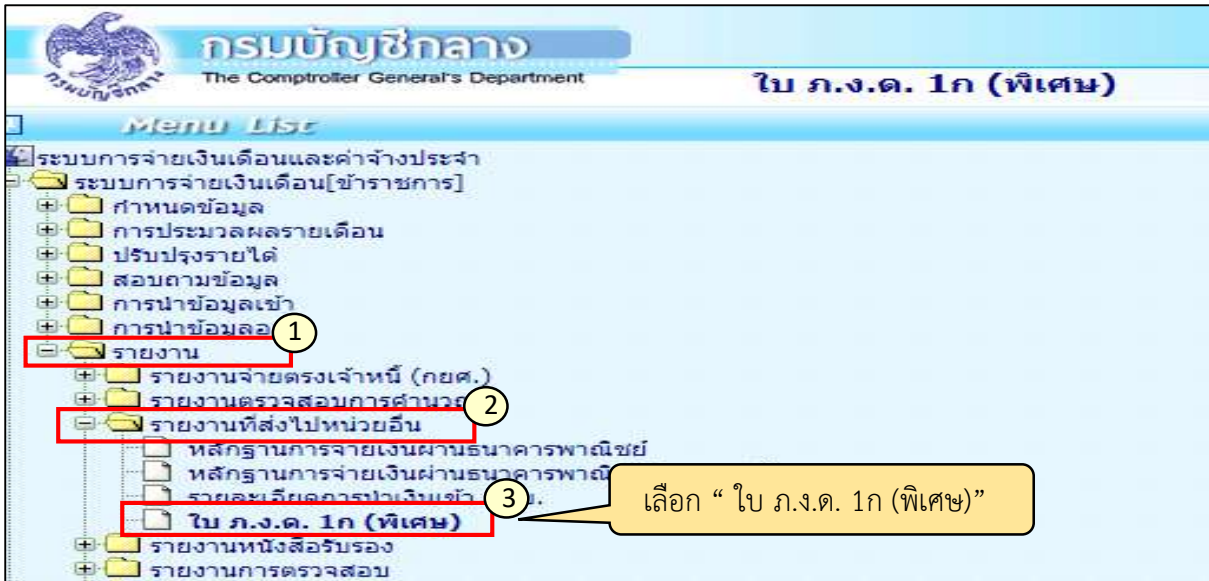 กรมบัญชีกลาง
The Comptroller General's Department
กรมบัญชีกลาง
ใบ ภ.ง.ด. 1ก (พิเศษ)
Menu List
ระบบการจ่ายเงินเดือนและค่าจ้างประจำ
ระบบการจ่ายเงินเดือน[ข้าราชการ]
กำหนดข้อมูล
การประมวลผลรายเดือน
ปรับปรุงรายได้
สอบถามข้อมูล
การนำข้อมูลเข้า
การนำข้อมูลอ
1
รายงาน
รายงานจ่ายตรงเจ้าหนี้ (กยศ.)
รายงานตรวจสอบการคำนวณ
2
รายงานที่ส่งไปหน่วยอื่น
หลักฐานการจ่ายเงินผ่านธนาคารพาณิชย์
หลักฐานการจ่ายเงินผ่านธนาคารพาณิ
รายละเอียดการนำเงินเข้า
3
ใบ ภ.ง.ด. 1ก (พิเศษ)
เลือก “ ใบ ภ.ง.ด. 1ก (พิเศษ)”
รายงานหนังสือรับรอง
รายงานการตรวจสอบ